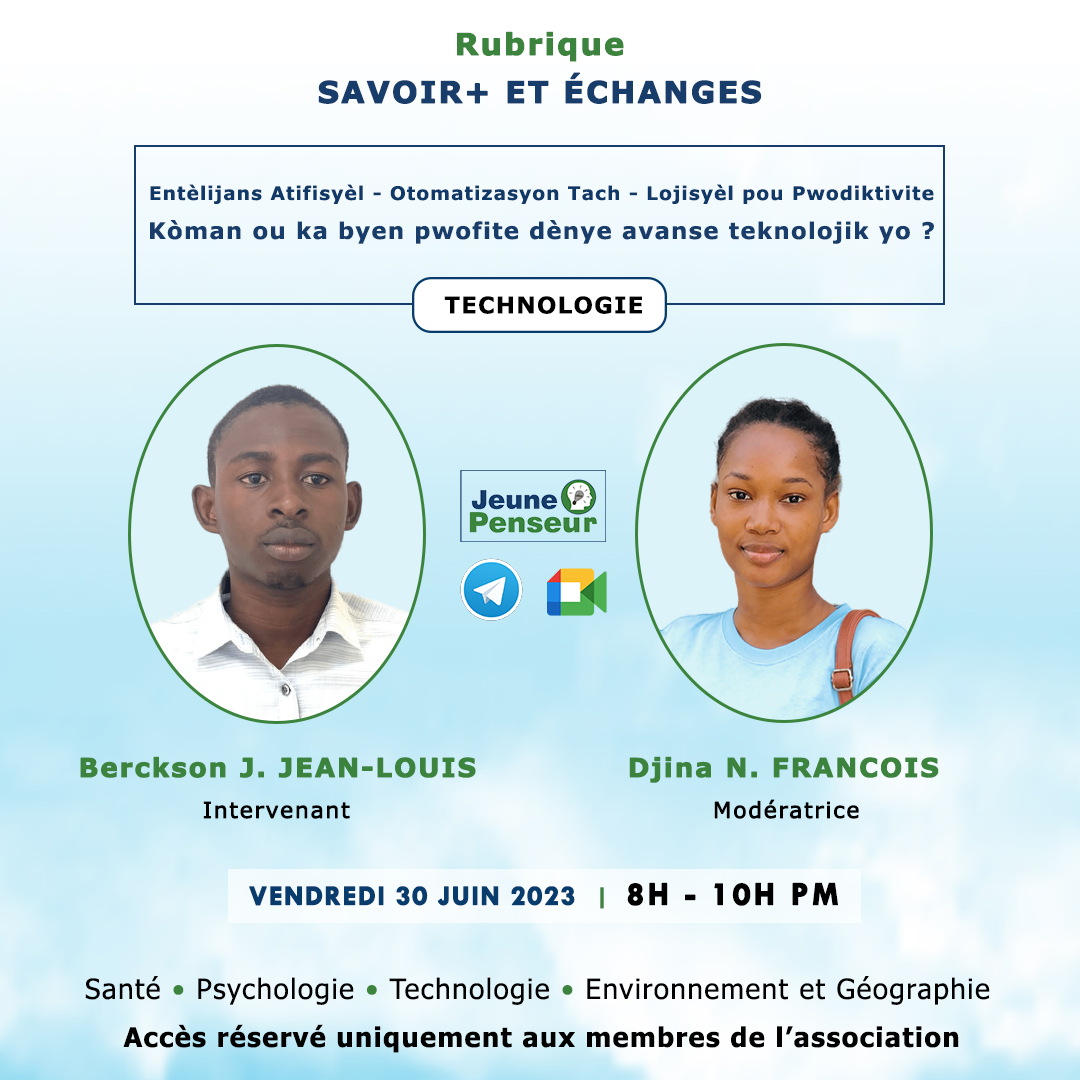 Rubrique
SAVOIR+ ET ÉCHANGES
Entèlijans Atifisyèl - Otomatizasyon Tach - Lojisyèl pou Pwodiktivite
Kòman ou ka byen pwofite dènye avanse teknolojik yo ?
TECHNOLOGIE
Jeune
Penseur
Berckson J. JEAN-LOUIS
Intervenant
Djina N. FRANCOIS
Modératrice
VENDREDI 30 JUIN 2023 | 8H - 10H PM
Santé • Psychologie • Technologie • Environnement et Géographie
Accès réservé uniquement aux membres de l’association